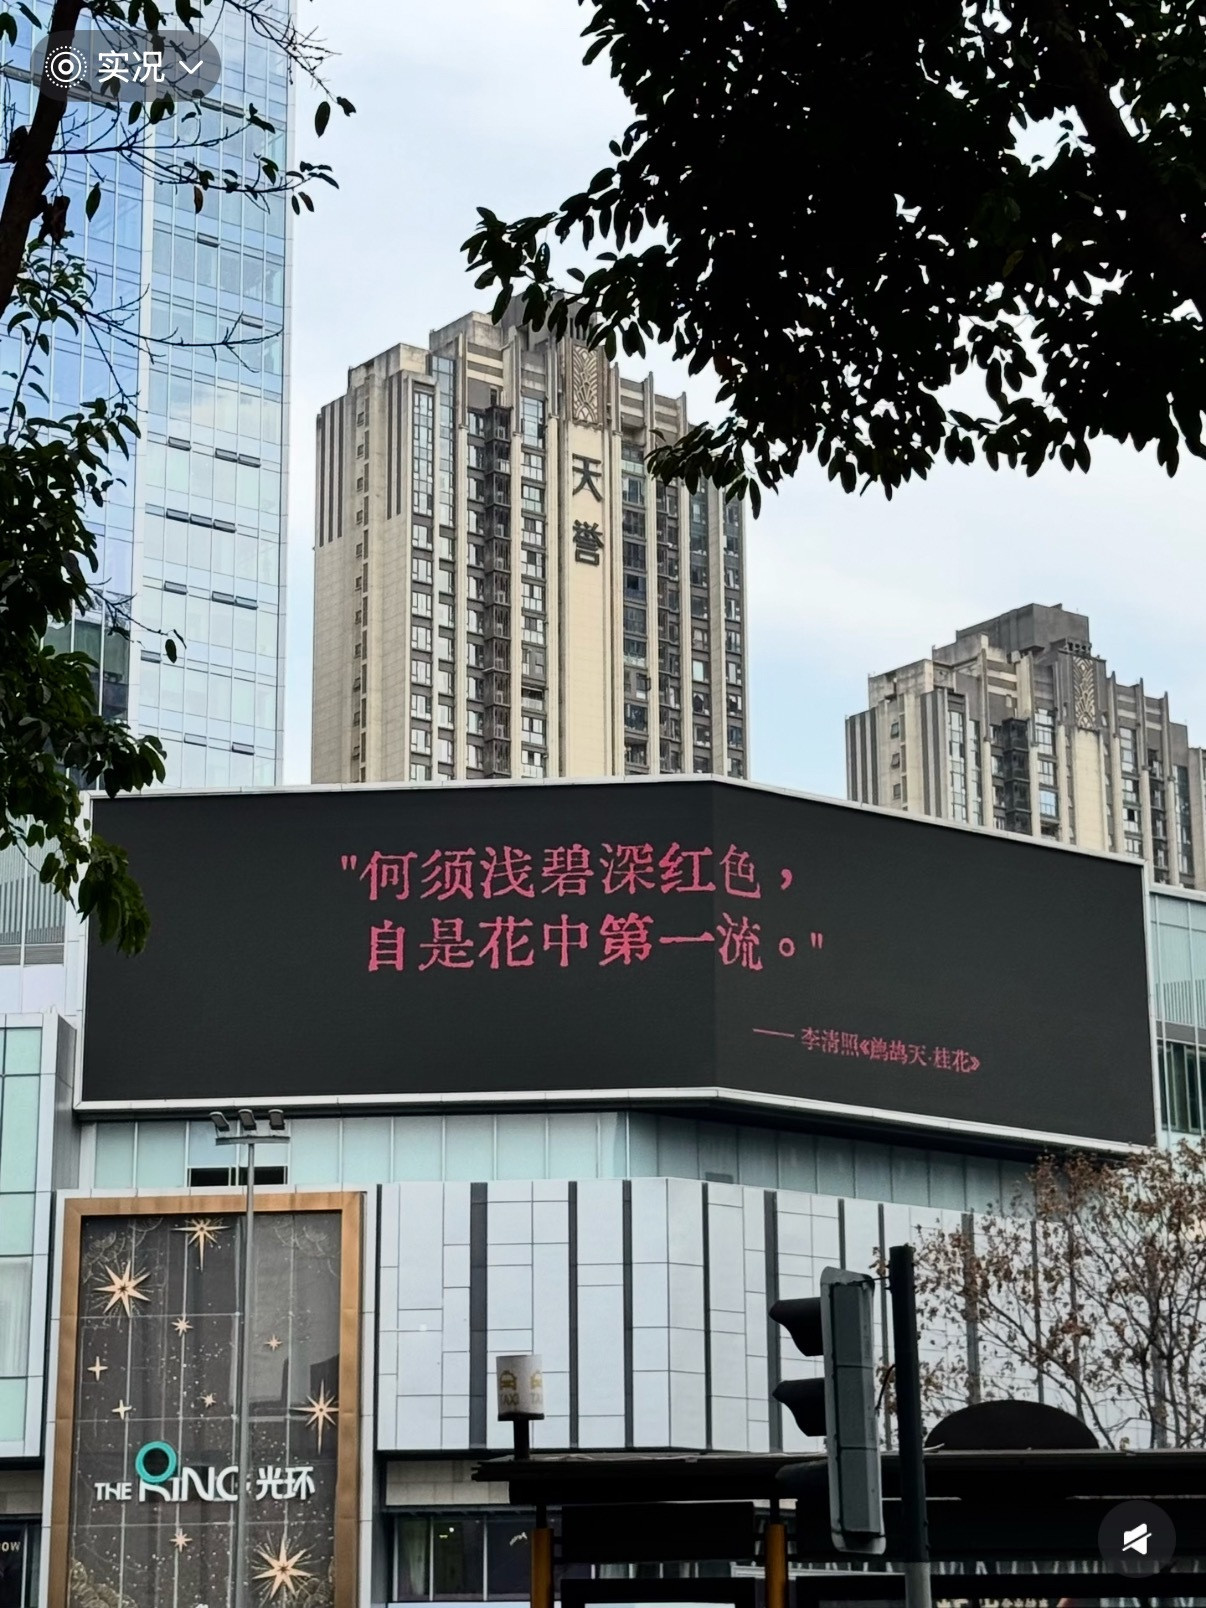 实况
天誉
"何须浅碧深红色，
自是花中第一流。"
—— 李清照《鹧鸪天·桂花》
TAXI
THE RING 光环